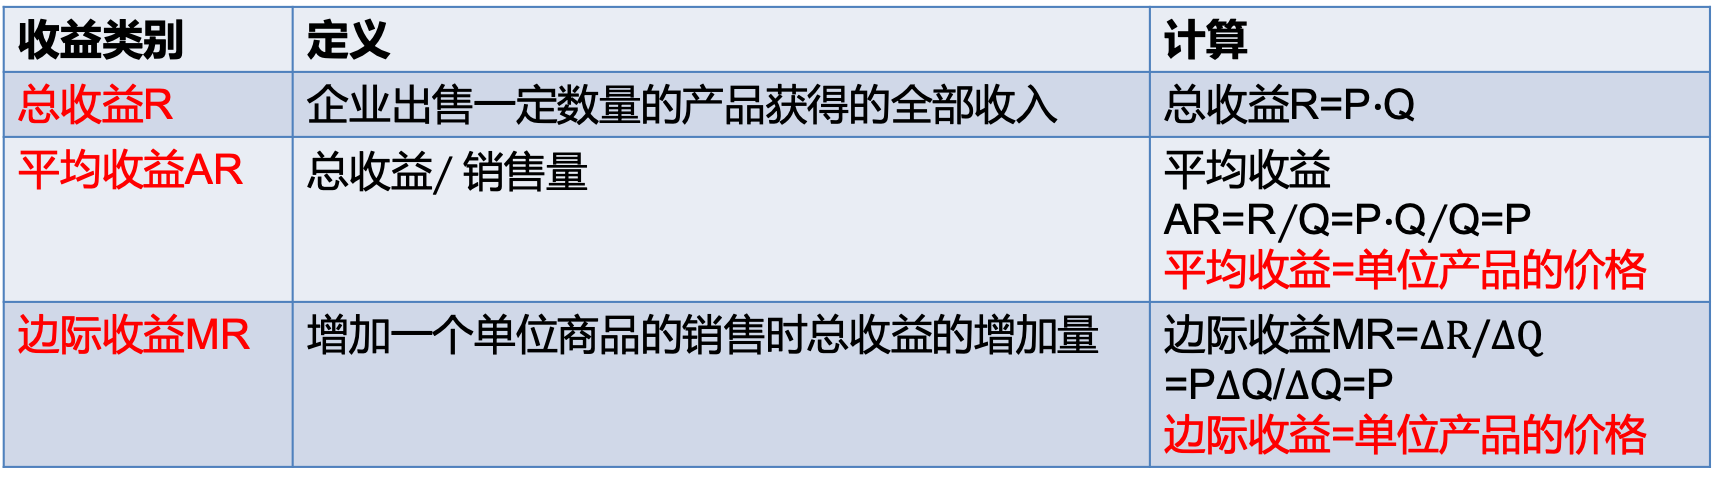 收益类别
定义
计算
总收益R
企业出售一定数量的产品获得的全部收入
总收益R=P·Q
平均收益AR
总收益/ 销售量
平均收益
AR=R/Q=P·Q/Q=P
平均收益=单位产品的价格
边际收益MR
增加一个单位商品的销售时总收益的增加量
边际收益MR=ΔR/ΔQ
=PΔQ/ΔQ=P
边际收益=单位产品的价格